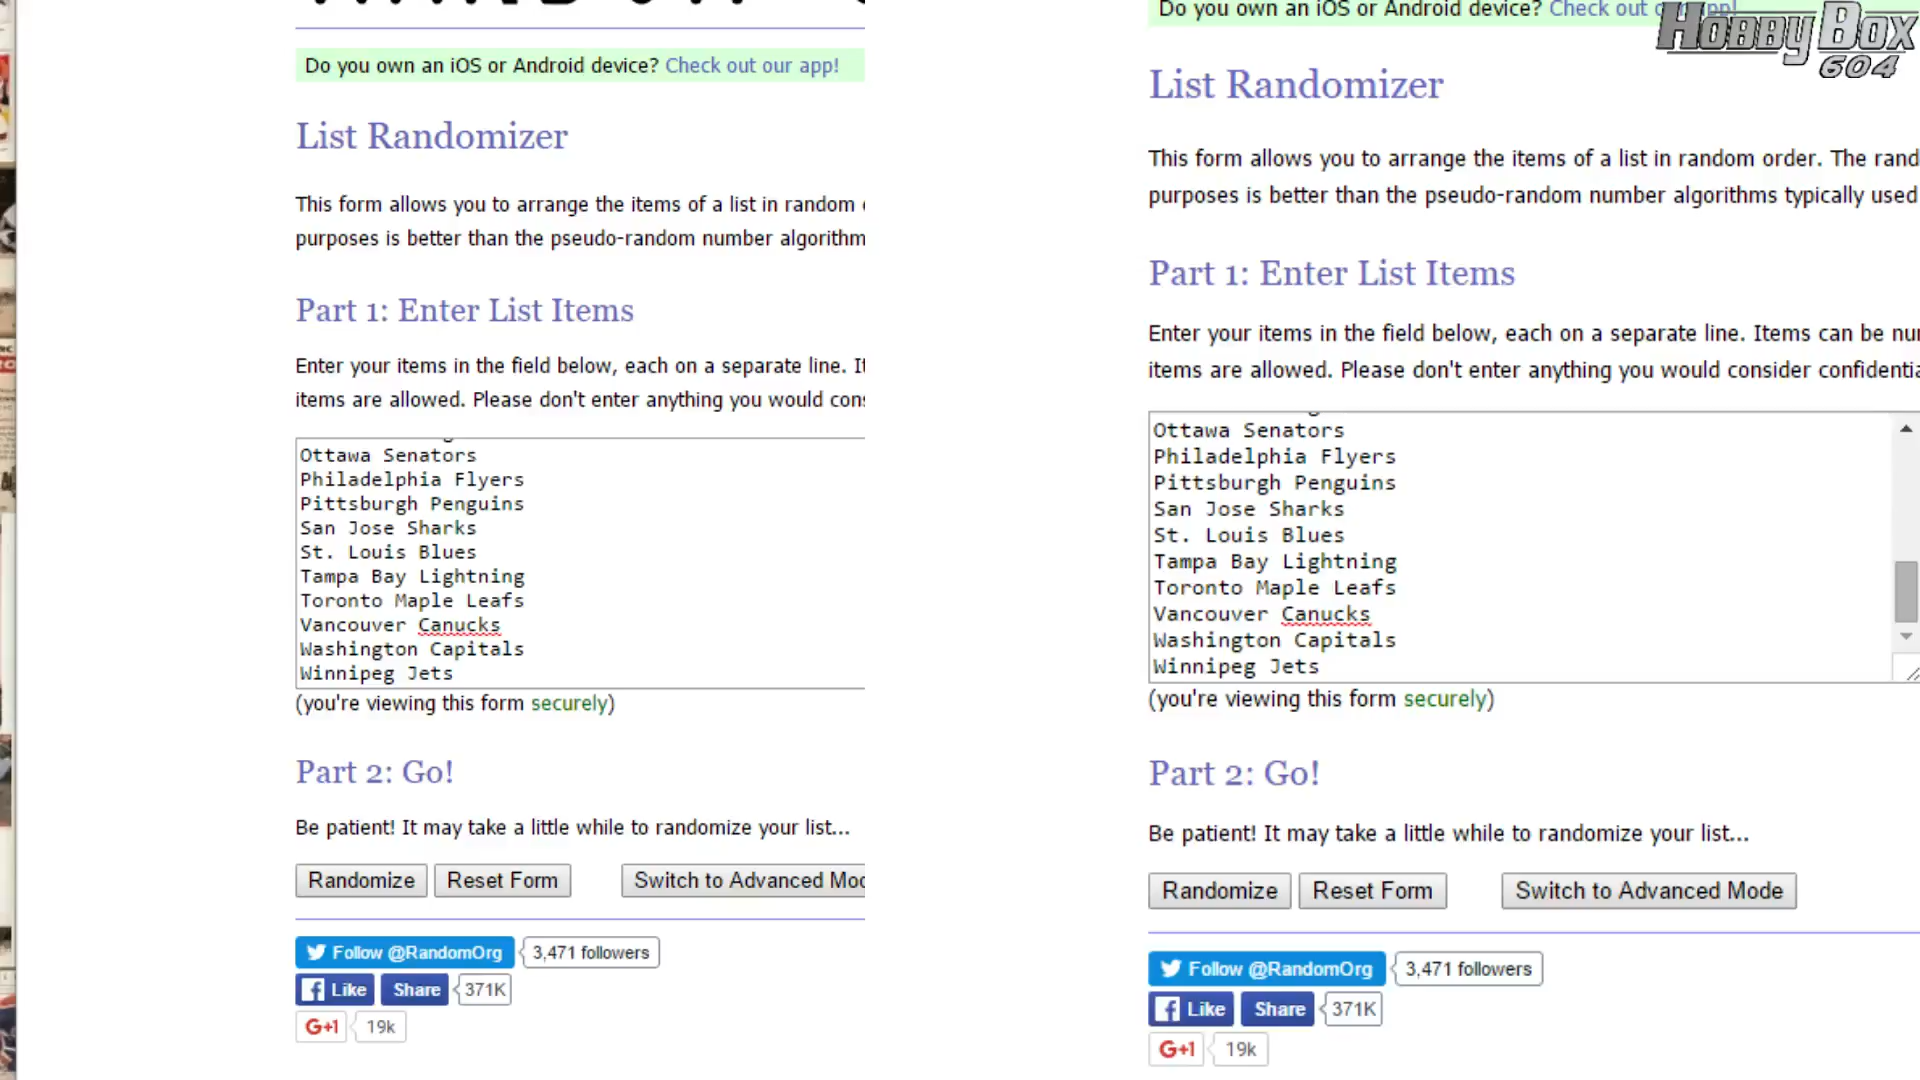 Do you own an iOS or Android device? Check out our app!
List Randomizer
This form allows you to arrange the items of a list in random
purposes is better than the pseudo-random number algorithm
Part 1: Enter List Items
Enter your items in the field below, each on a separate line. It
items are allowed. Please don't enter anything you would cons
Ottawa Senators
Philadelphia Flyers
Pittsburgh Penguins
San Jose Sharks
St. Louis Blues
Tampa Bay Lightning
Toronto Maple Leafs
Vancouver Canucks
Washington Capitals
Winnipeg Jets
(you're viewing this form securely)
Part 2: Go!
Be patient! It may take a little while to randomize your list...
Randomize Reset Form Switch to Advanced Mod
Follow @RandomOrg 3,471 followers
Like Share 371K
G+1 19k
Do you own an iOS or Android device? Check out our app!
HOBBY BOX
604
List Randomizer
This form allows you to arrange the items of a list in random order. The rand
purposes is better than the pseudo-random number algorithms typically used
Part 1: Enter List Items
Enter your items in the field below, each on a separate line. Items can be nu
items are allowed. Please don't enter anything you would consider confidentia
Ottawa Senators
Philadelphia Flyers
Pittsburgh Penguins
San Jose Sharks
St. Louis Blues
Tampa Bay Lightning
Toronto Maple Leafs
Vancouver Canucks
Washington Capitals
Winnipeg Jets
(you're viewing this form securely)
Part 2: Go!
Be patient! It may take a little while to randomize your list...
Randomize Reset Form Switch to Advanced Mode
Follow @RandomOrg 3,471 followers
Like Share 371K
G+1 19k